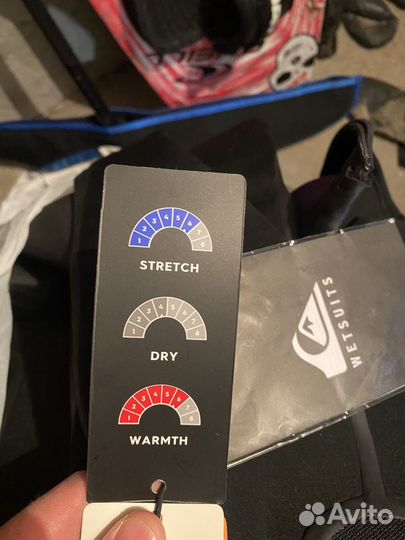 1 2 3 4 5 6 7 8
STRETCH
1 2 3 4 5 6 7 8
DRY
1 2 3 4 5 6 7 8
WARMTH
WETSUITS
Avito